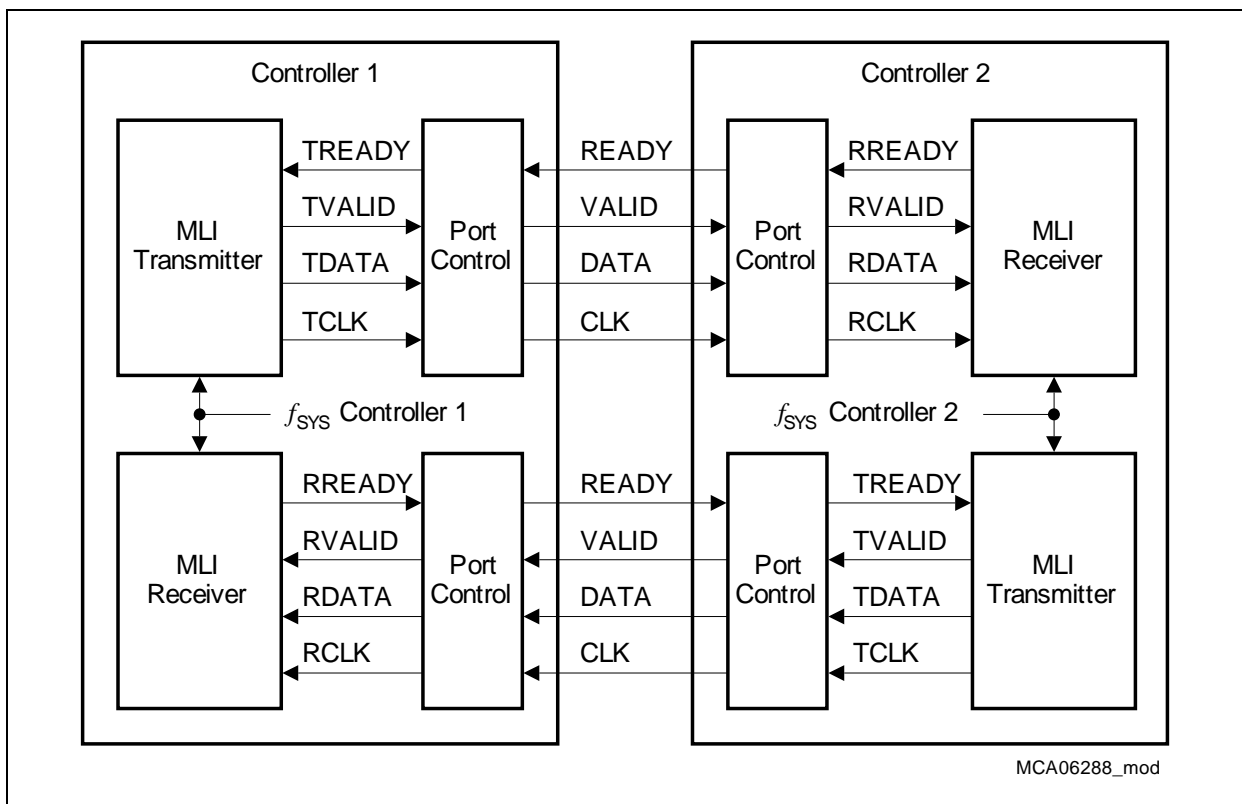 Controller 1
Controller 2
TREADY
READY
RREADY
TVALID
VALID
RVALID
MLI
Transmitter
Port
Control
Port
Control
MLI
Receiver
TDATA
DATA
RDATA
TCLK
CLK
RCLK
fSYS Controller 1
fSYS Controller 2
RREADY
READY
TREADY
RVALID
VALID
TVALID
MLI
Receiver
Port
Control
Port
Control
MLI
Transmitter
RDATA
DATA
TDATA
RCLK
CLK
TCLK
MCA06288_mod